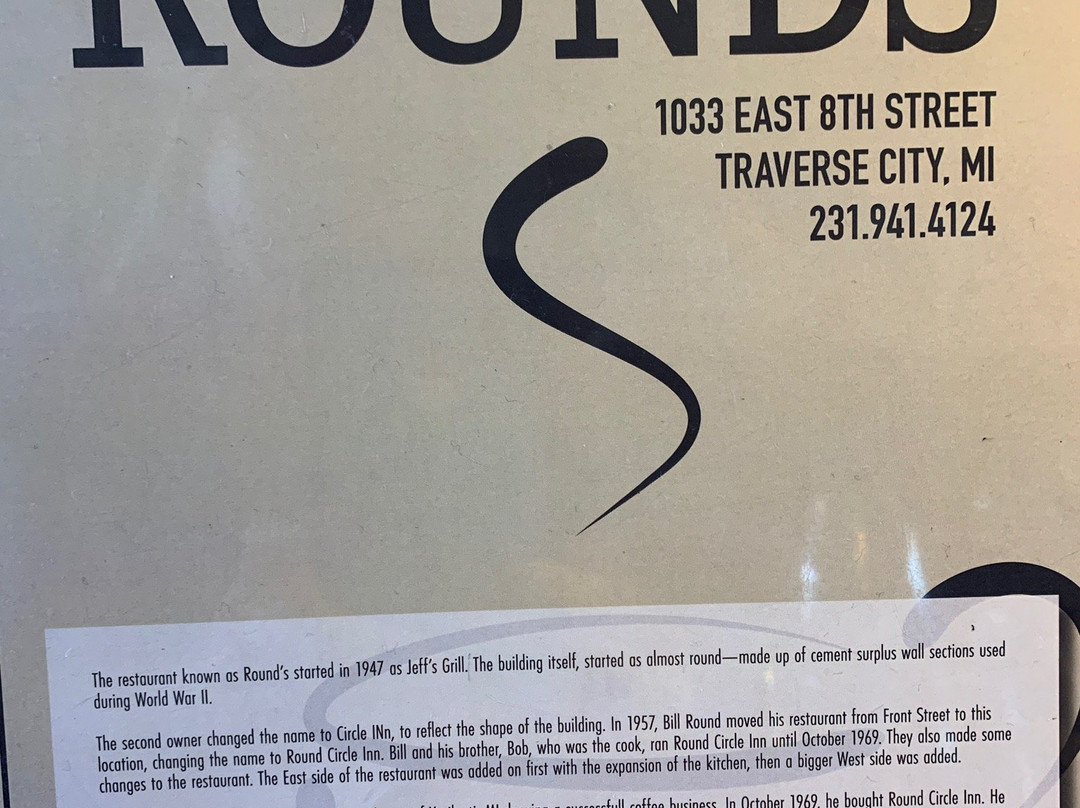 ROUNDS
1033 EAST 8TH STREET
TRAVERSE CITY, MI
231.941.4124
The restaurant known as Round's started in 1947 as Jeff's Grill. The building itself, started as almost round—made up of cement surplus wall sections used
during World War II.
The second owner changed the name to Circle INn, to reflect the shape of the building. In 1957, Bill Round moved his restaurant from Front Street to this
location, changing the name to Round Circle Inn. Bill and his brother, Bob, who was the cook, ran Round Circle Inn until October 1969. They also made some
changes to the restaurant. The East side of the restaurant was added on first with the expansion of the kitchen, then a bigger West side was added.
a successfull coffee business. In October 1969, he bought Round Circle Inn. He